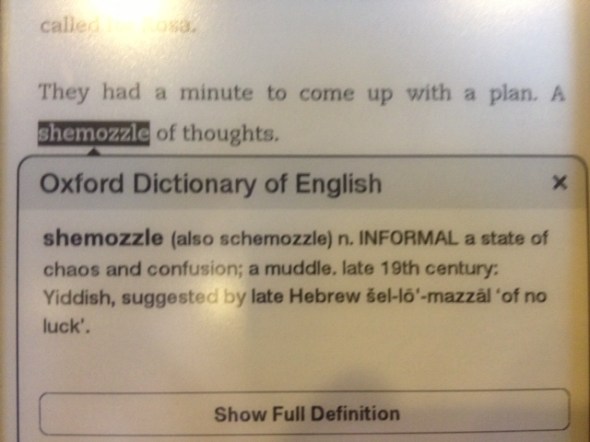 called Rosa.
They had a minute to come up with a plan. A
shemozzle of thoughts.
Oxford Dictionary of English ×
shemozzle (also schemozzle) n. INFORMAL a state of
chaos and confusion; a muddle. late 19th century:
Yiddish, suggested by late Hebrew šel-lō'-mazzāl 'of no
luck'.
Show Full Definition